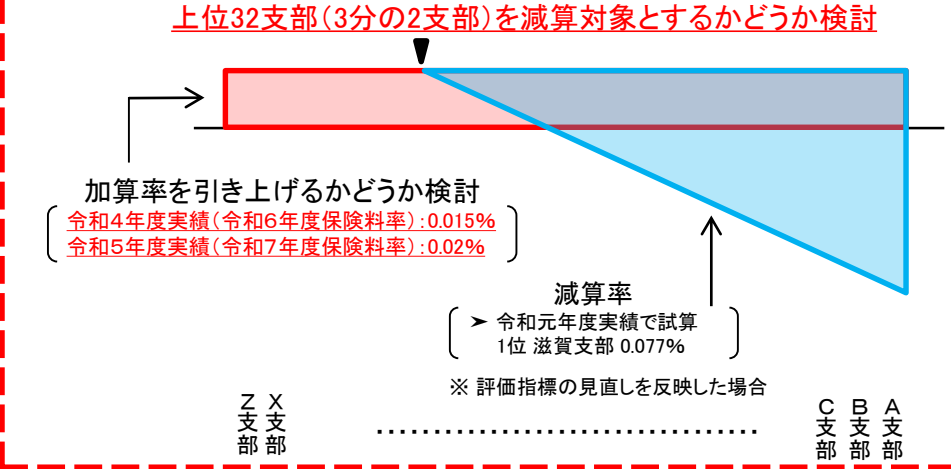 上位32支部(3分の2支部)を減算対象とするかどうか検討
加算率を引き上げるかどうか検討
令和4年度実績(令和6年度保険料率):0.015%
令和5年度実績(令和7年度保険料率):0.02%
減算率
➤ 令和元年度実績で試算
1位 滋賀支部 0.077%
※ 評価指標の見直しを反映した場合
Z支部
X支部
‥‥‥‥‥‥‥‥‥‥‥‥‥‥‥‥
C支部
B支部
A支部